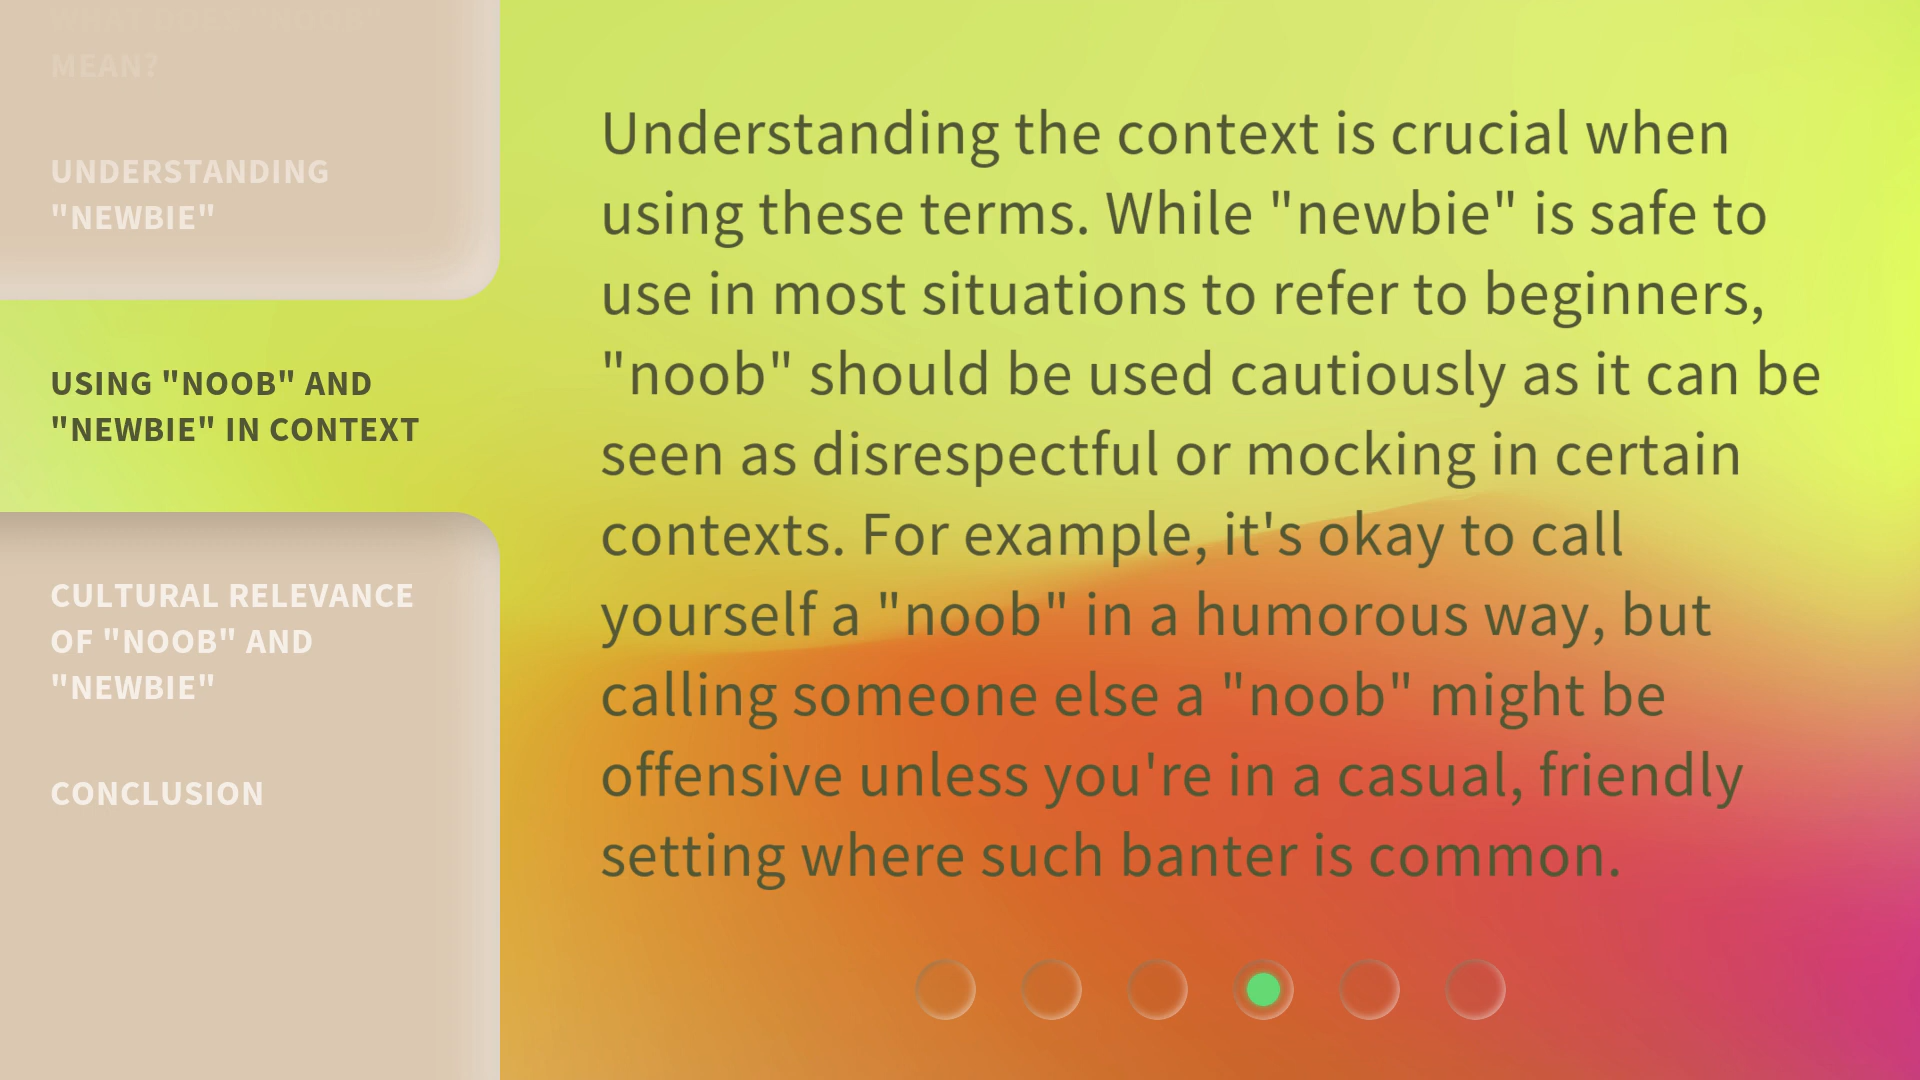 WHAT DOES "NOOB"
MEAN?
UNDERSTANDING
"NEWBIE"
USING "NOOB" AND
"NEWBIE" IN CONTEXT
CULTURAL RELEVANCE
OF "NOOB" AND
"NEWBIE"
CONCLUSION
Understanding the context is crucial when
using these terms. While "newbie" is safe to
use in most situations to refer to beginners,
"noob" should be used cautiously as it can be
seen as disrespectful or mocking in certain
contexts. For example, it's okay to call
yourself a "noob" in a humorous way, but
calling someone else a "noob" might be
offensive unless you're in a casual, friendly
setting where such banter is common.